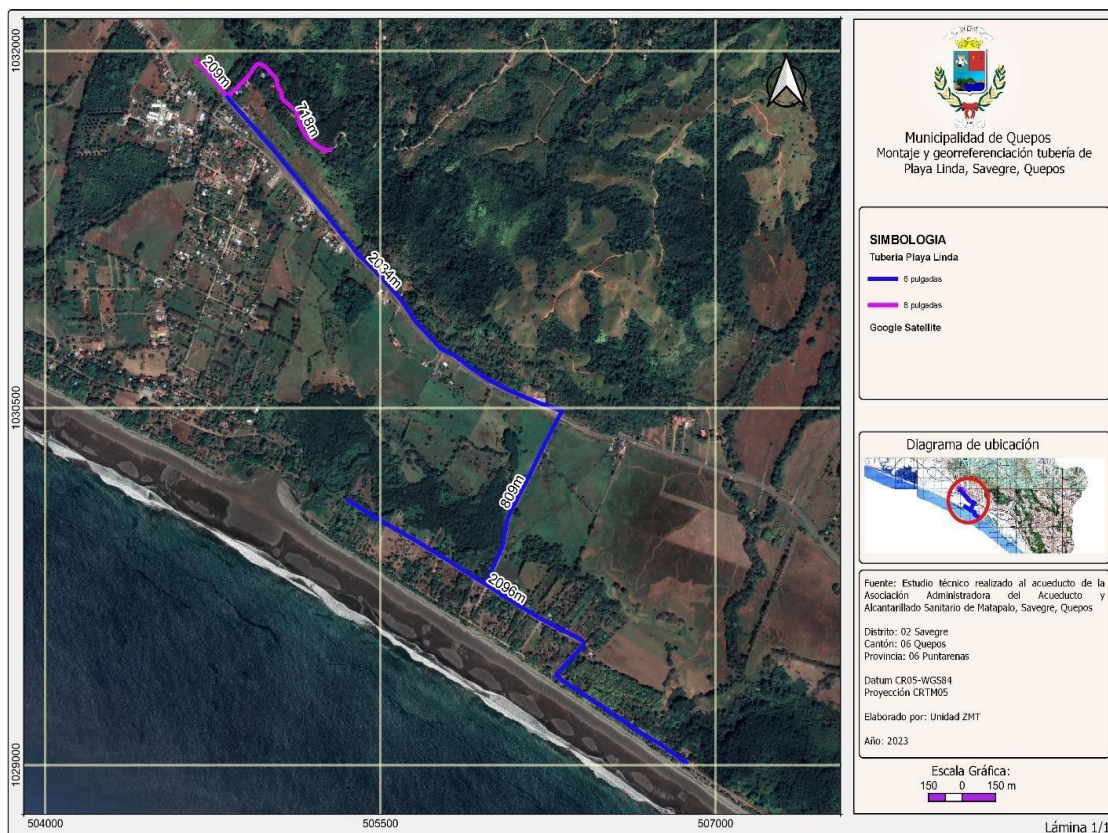 1032000
1030500
1029000
504000
505500
507000
209m
718m
2034m
809m
2096m
Municipalidad de Quepos
Montaje y georreferenciación tubería de
Playa Linda, Savegre, Quepos
SIMBOLOGIA
Tuberia Playa Linda
6 pulgadas
8 pulgadas
Google Satellite
Diagrama de ubicación
Fuente: Estudio técnico realizado al acueducto de la
Asociación Administradora del Acueducto y
Alcantarillado Sanitario de Matapalo, Savegre, Quepos
Distrito: 02 Savegre
Cantón: 06 Quepos
Provincia: 06 Puntarenas
Datum CR05-WGS84
Proyección CRTM05
Elaborado por: Unidad ZMT
Año: 2023
Escala Gráfica:
150 0 150 m
Lámina 1/1